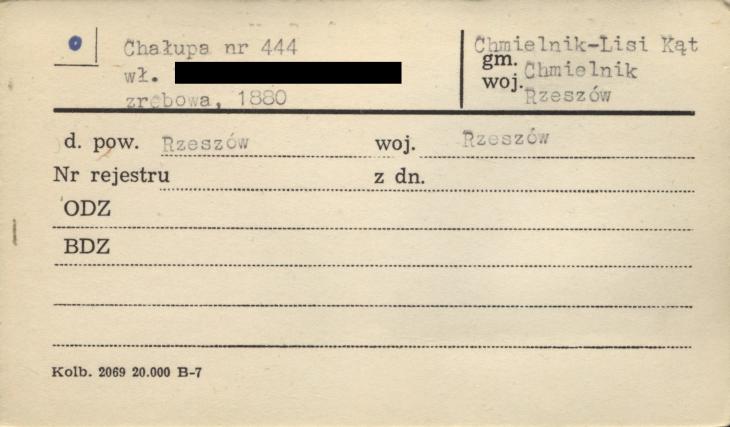 o
Chałupa nr 444
wł.
zrębowa, 1880
Chmielnik-Lisi Kąt
gm. Chmielnik
woj. Rzeszów
d. pow. Rzeszów woj. Rzeszów
Nr rejestru z dn.
ODZ
BDZ
Kolb. 2069 20.000 B-7